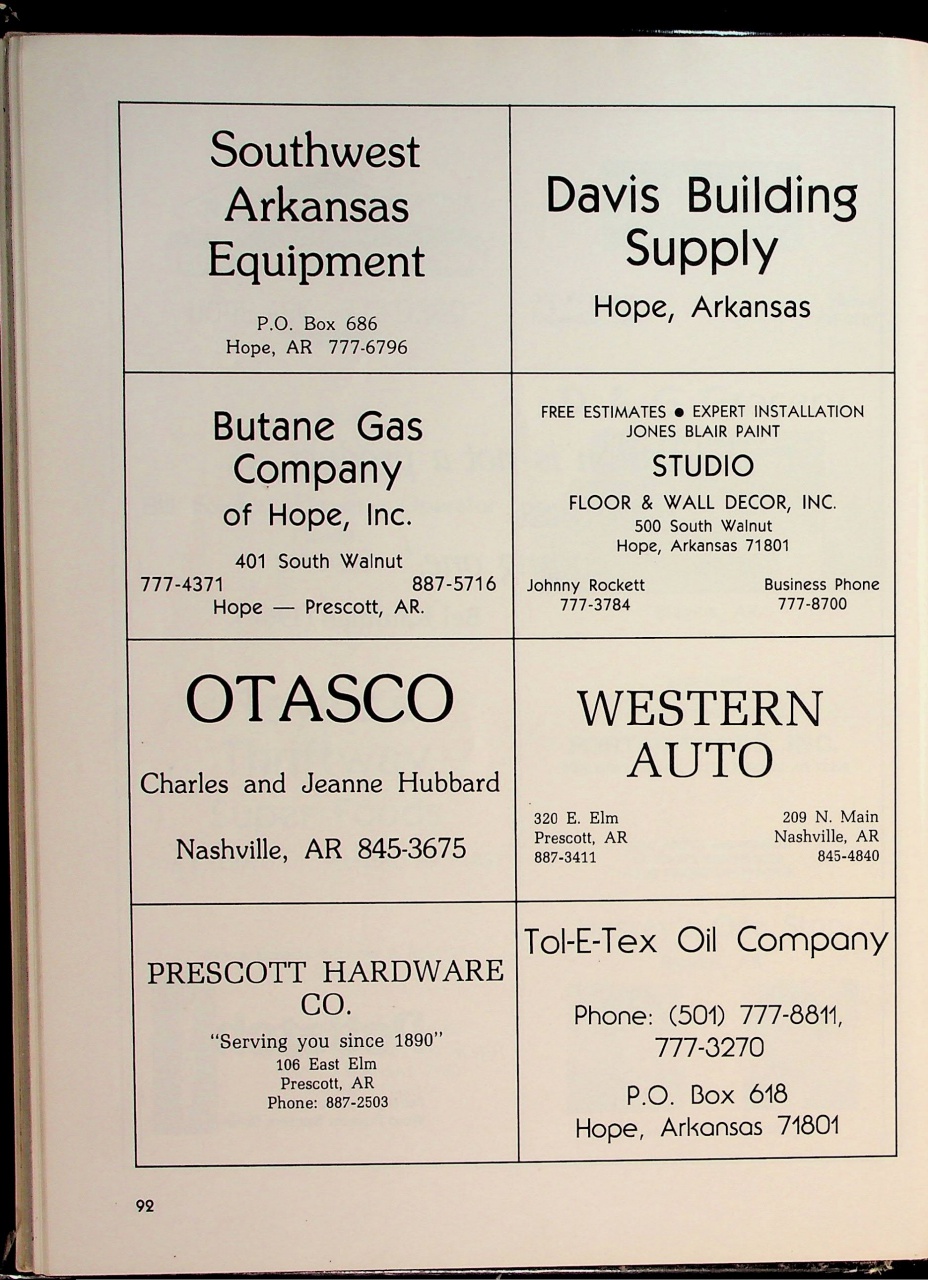 Southwest
Arkansas
Equipment
P.O. Box 686
Hope, AR 777-6796
Davis Building
Supply
Hope, Arkansas
Butane Gas
Company
of Hope, Inc.
401 South Walnut
777-4371 887-5716
Hope — Prescott, AR.
FREE ESTIMATES ● EXPERT INSTALLATION
JONES BLAIR PAINT
STUDIO
FLOOR & WALL DECOR, INC.
500 South Walnut
Hope, Arkansas 71801
Johnny Rockett Business Phone
777-3784 777-8700
OTASCO
Charles and Jeanne Hubbard
Nashville, AR 845-3675
WESTERN
AUTO
320 E. Elm 209 N. Main
Prescott, AR Nashville, AR
887-3411 845-4840
PRESCOTT HARDWARE
CO.
"Serving you since 1890"
106 East Elm
Prescott, AR
Phone: 887-2503
Tol-E-Tex Oil Company
Phone: (501) 777-8811,
777-3270
P.O. Box 618
Hope, Arkansas 71801
92